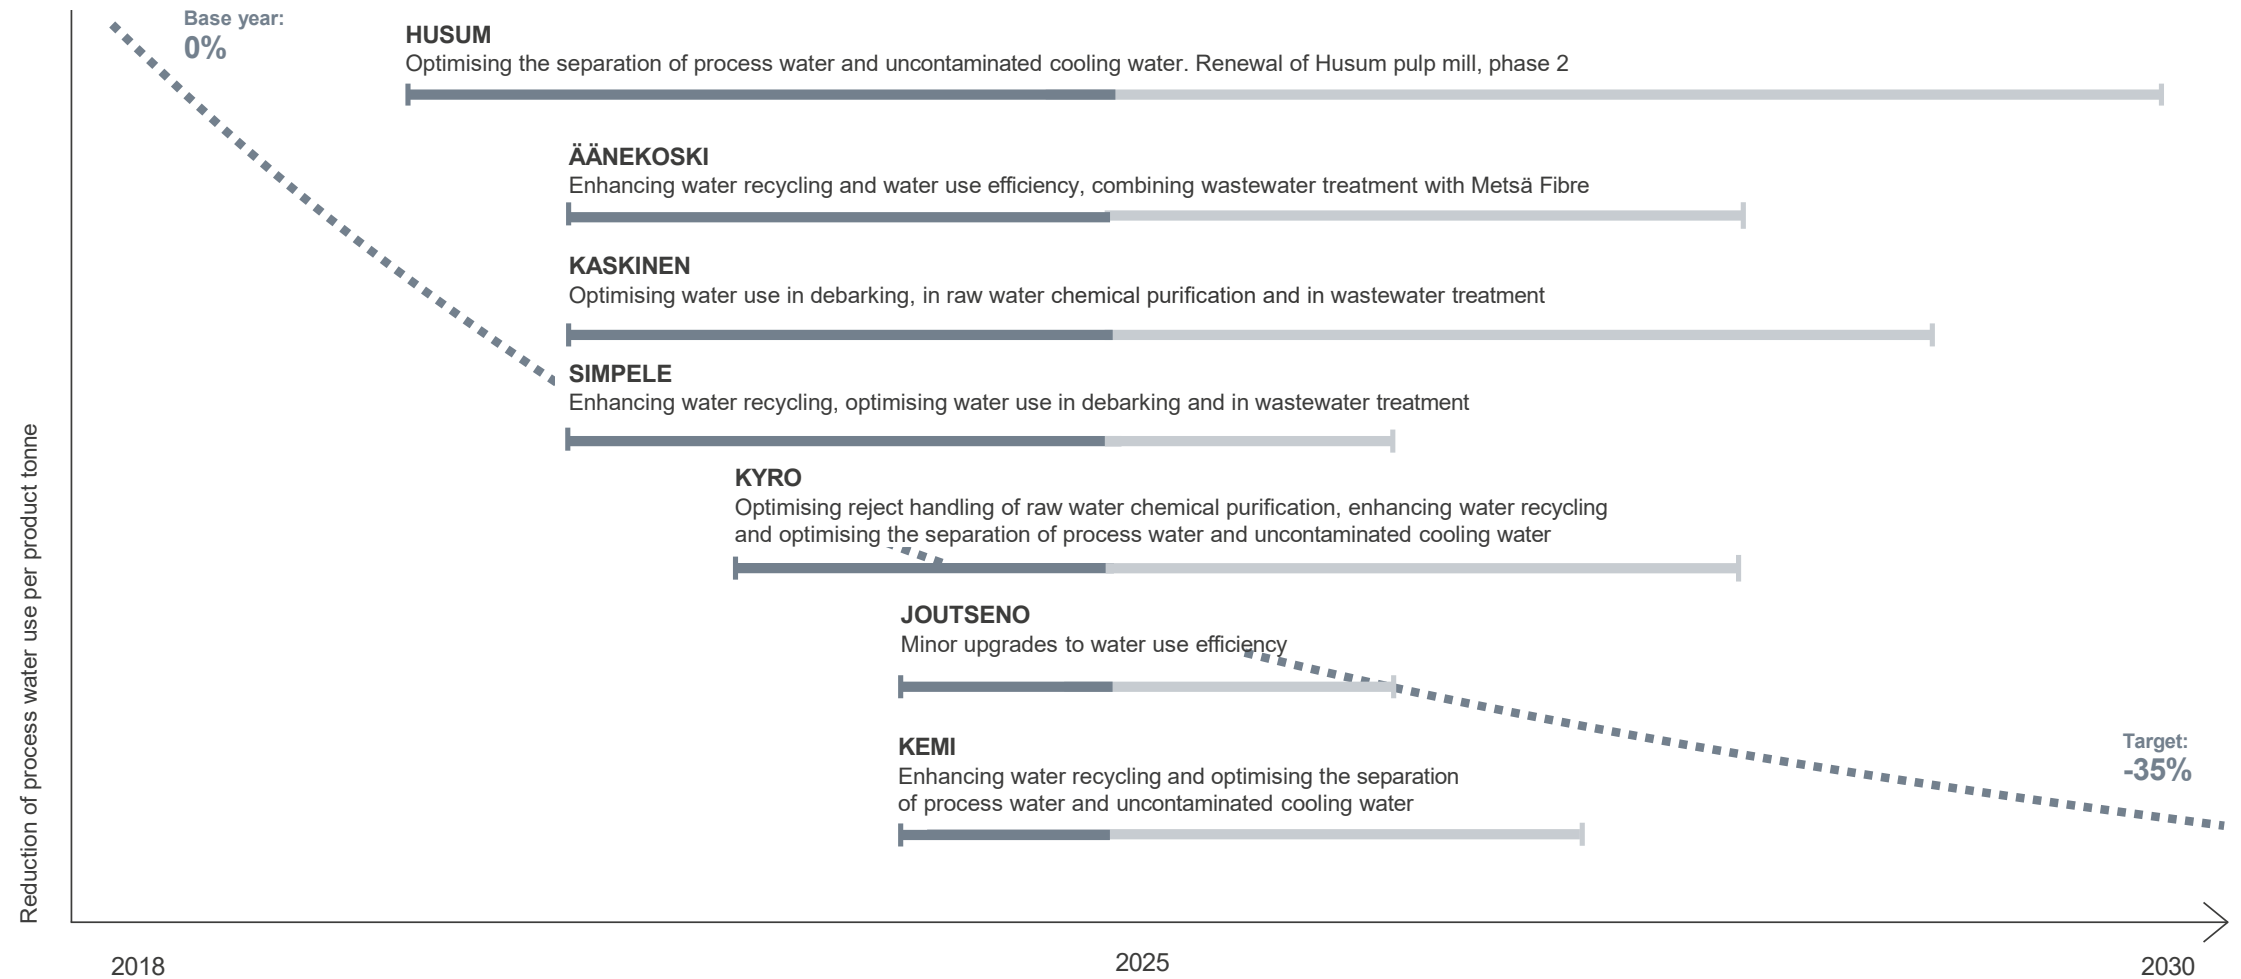 Base year:
0%
HUSUM
Optimising the separation of process water and uncontaminated cooling water. Renewal of Husum pulp mill, phase 2
ÄÄNEKOSKI
Enhancing water recycling and water use efficiency, combining wastewater treatment with Metsä Fibre
KASKINEN
Optimising water use in debarking, in raw water chemical purification and in wastewater treatment
SIMPELE
Enhancing water recycling, optimising water use in debarking and in wastewater treatment
KYRO
Optimising reject handling of raw water chemical purification, enhancing water recycling
and optimising the separation of process water and uncontaminated cooling water
JOUTSENO
Minor upgrades to water use efficiency
KEMI
Enhancing water recycling and optimising the separation
of process water and uncontaminated cooling water
Target:
-35%
Reduction of process water use per product tonne
2018
2025
2030